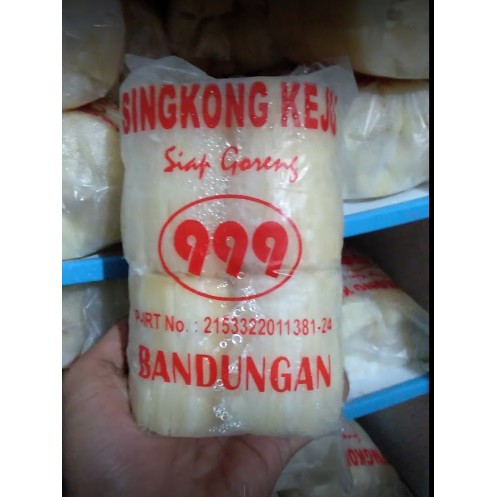 SINGKONG KEJU
Siap Goreng
999
P-IRT No. : 2153322011381-24
BANDUNGAN